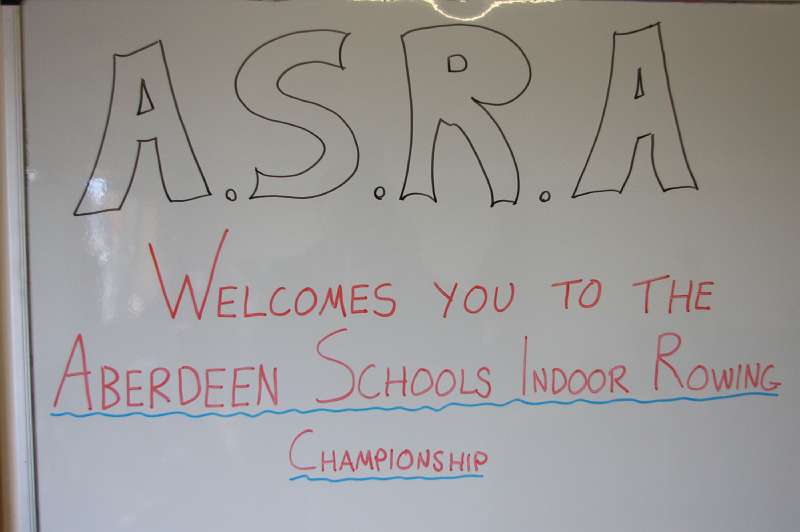 A.S.R.A
WELCOMES YOU TO THE
ABERDEEN SCHOOLS INDOOR ROWING
CHAMPIONSHIP